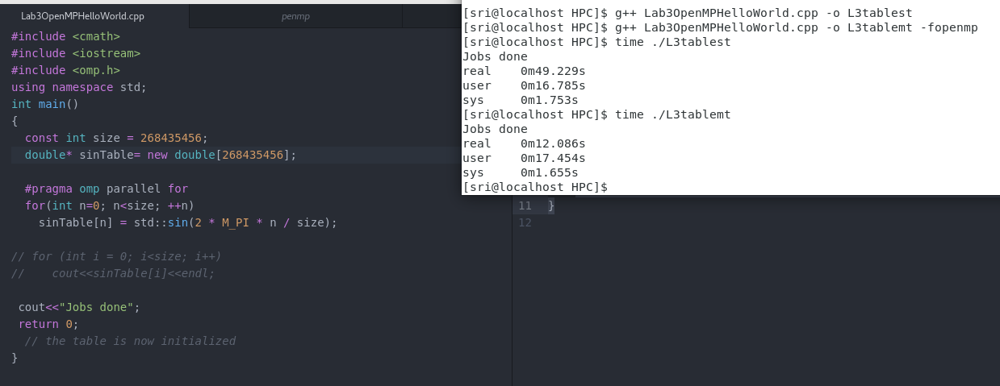 Lab3OpenMPHelloWorld.cpp
penmp
#include <cmath>
#include <iostream>
#include <omp.h>
using namespace std;
int main()
{
const int size = 268435456;
double* sinTable= new double[268435456];
#pragma omp parallel for
for(int n=0; n<size; ++n)
sinTable[n] = std::sin(2 * M_PI * n / size);
// for (int i = 0; i<size; i++)
//    cout<<sinTable[i]<<endl;
cout<<"Jobs done";
return 0;
// the table is now initialized
}
[sri@localhost HPC]$ g++ Lab3OpenMPHelloWorld.cpp -o L3tablest
[sri@localhost HPC]$ g++ Lab3OpenMPHelloWorld.cpp -o L3tablemt -fopenmp
[sri@localhost HPC]$ time ./L3tablest
Jobs done
real    0m49.229s
user    0m16.785s
sys     0m1.753s
[sri@localhost HPC]$ time ./L3tablemt
Jobs done
real    0m12.086s
user    0m17.454s
sys     0m1.655s
[sri@localhost HPC]$
11 }
12